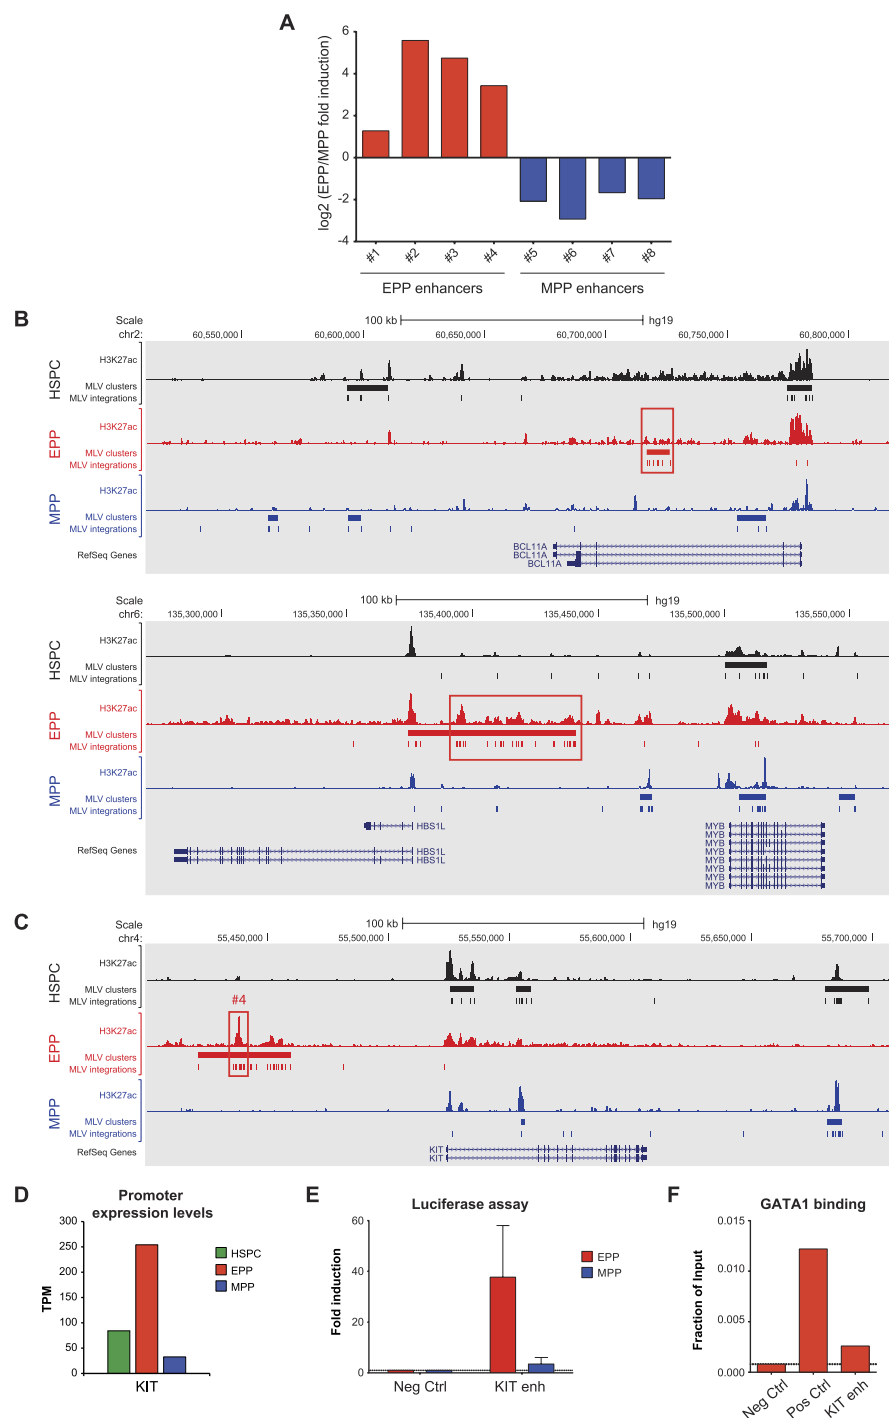 A
log2 (EPP/MPP fold induction)
6
6
4
2
0
-2
-4
#1 #2 #3 #4 #5 #6 #7 #8
EPP enhancers MPP enhancers
B
Scale 100 kb hg19
chr2: 60,550,000 60,600,000 60,650,000 60,700,000 60,750,000 60,800,000
HSPC
H3K27ac
MLV clusters
MLV integrations
EPP
H3K27ac
MLV clusters
MLV integrations
MPP
H3K27ac
MLV clusters
MLV integrations
RefSeq Genes
BCL11A
BCL11A
BCL11A
Scale 100 kb hg19
chr6: 135,300,000 135,350,000 135,400,000 135,450,000 135,500,000 135,550,000
HSPC
H3K27ac
MLV clusters
MLV integrations
EPP
H3K27ac
MLV clusters
MLV integrations
MPP
H3K27ac
MLV clusters
MLV integrations
RefSeq Genes
HBS1L
HBS1L
HBS1L
MYB
MYB
MYB
MYB
MYB
MYB
MYB
MYB
C
Scale 100 kb hg19
chr4: 55,450,000 55,500,000 55,550,000 55,600,000 55,650,000 55,700,000
HSPC
H3K27ac
MLV clusters
MLV integrations
#4
EPP
H3K27ac
MLV clusters
MLV integrations
MPP
H3K27ac
MLV clusters
MLV integrations
RefSeq Genes
KIT
KIT
D
Promoter
expression levels
TPM
300
250
200
150
100
50
0
KIT
HSPC
EPP
MPP
E
Luciferase assay
Fold induction
60
40
20
0
Neg Ctrl KIT enh
EPP
MPP
F
GATA1 binding
Fraction of Input
0.015
0.010
0.005
0.000
Neg Ctrl Pos Ctrl KIT enh